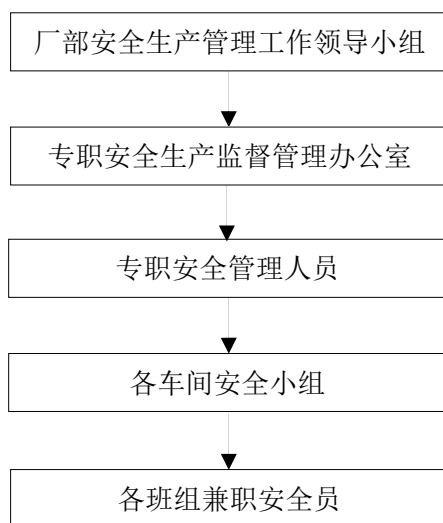 厂部安全生产管理工作领导小组
专职安全生产监督管理办公室
专职安全管理人员
各车间安全小组
各班组兼职安全员